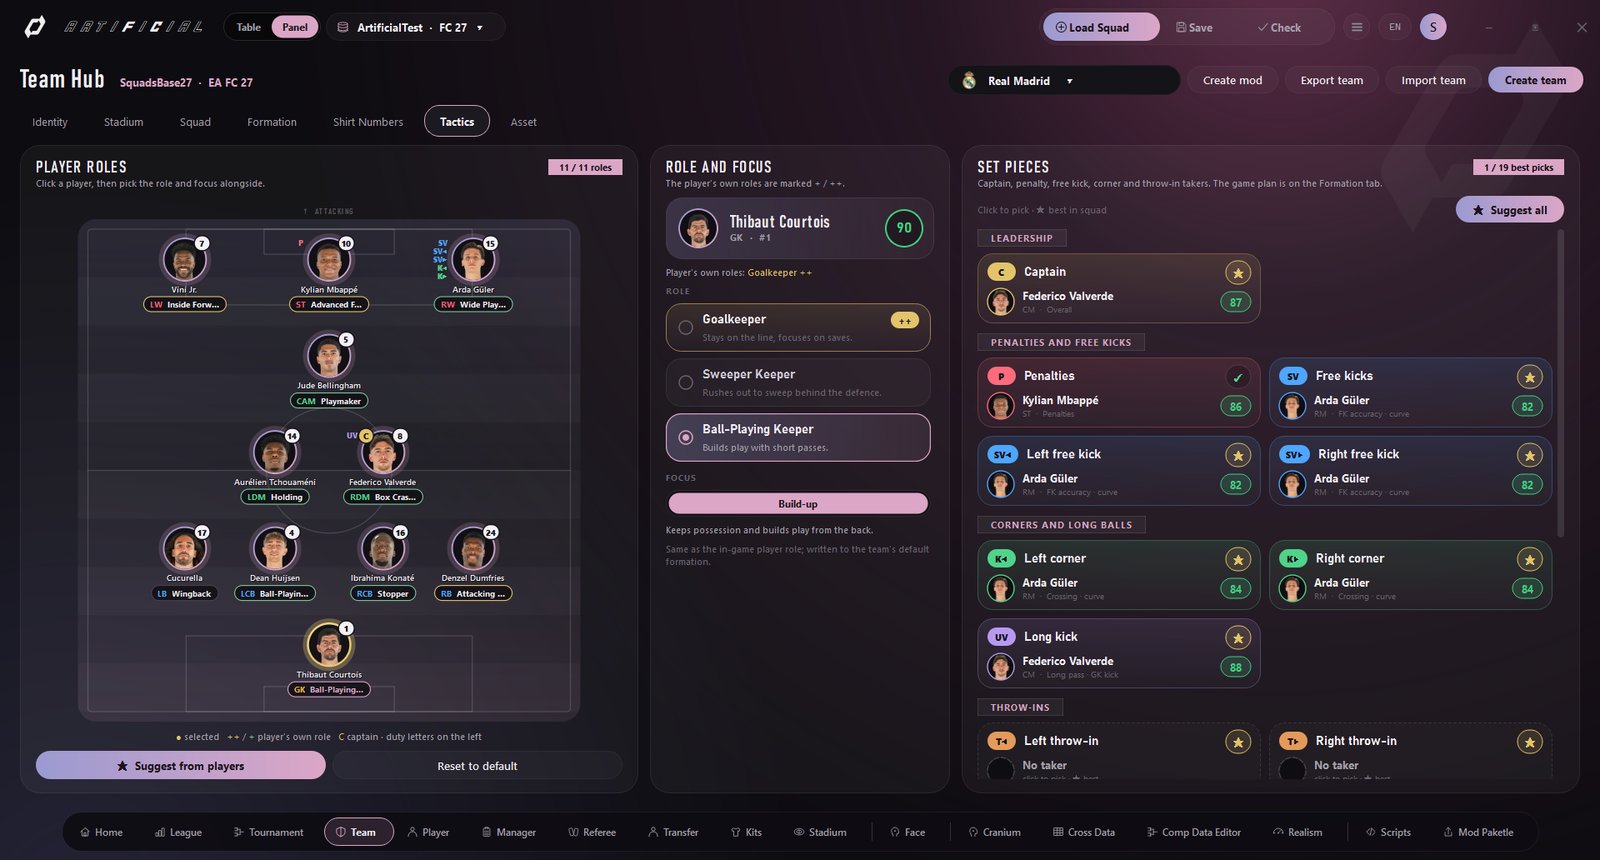 ARTIFICIAL
Table
Panel
ArtificialTest · FC 27
Load Squad
Save
Check
EN
S
Team Hub
SquadsBase27 · EA FC 27
Real Madrid
Create mod
Export team
Import team
Create team
Identity
Stadium
Squad
Formation
Shirt Numbers
Tactics
Asset
PLAYER ROLES
11 / 11 roles
Click a player, then pick the role and focus alongside.
↑ ATTACKING
7
Vini Jr.
LW Inside Forw...
P
10
Kylian Mbappé
ST Advanced F...
SV
SV◂
SV▸
K◂
K▸
15
Arda Güler
RW Wide Play...
5
Jude Bellingham
CAM Playmaker
14
Aurélien Tchouaméni
LDM Holding
UV
C
8
Federico Valverde
RDM Box Cras...
17
Cucurella
LB Wingback
4
Dean Huijsen
LCB Ball-Playin...
16
Ibrahima Konaté
RCB Stopper
24
Denzel Dumfries
RB Attacking ...
1
Thibaut Courtois
GK Ball-Playing...
● selected ++ / + player's own role C captain · duty letters on the left
★ Suggest from players
Reset to default
ROLE AND FOCUS
The player's own roles are marked + / ++.
Thibaut Courtois
GK · #1
90
Player's own roles: Goalkeeper ++
ROLE
Goalkeeper
++
Stays on the line, focuses on saves.
Sweeper Keeper
Rushes out to sweep behind the defence.
Ball-Playing Keeper
Builds play with short passes.
FOCUS
Build-up
Keeps possession and builds play from the back.
Same as the in-game player role; written to the team's default
formation.
SET PIECES
1 / 19 best picks
Captain, penalty, free kick, corner and throw-in takers. The game plan is on the Formation tab.
Click to pick · ★ best in squad
★ Suggest all
LEADERSHIP
C Captain
Federico Valverde
CM · Overall
87
PENALTIES AND FREE KICKS
P Penalties
Kylian Mbappé
ST · Penalties
86
SV Free kicks
Arda Güler
RM · FK accuracy · curve
82
SV◂ Left free kick
Arda Güler
RM · FK accuracy · curve
82
SV▸ Right free kick
Arda Güler
RM · FK accuracy · curve
82
CORNERS AND LONG BALLS
K◂ Left corner
Arda Güler
RM · Crossing · curve
84
K▸ Right corner
Arda Güler
RM · Crossing · curve
84
UV Long kick
Federico Valverde
CM · Long pass · GK kick
88
THROW-INS
T◂ Left throw-in
No taker
click to pick · ★ best
T▸ Right throw-in
No taker
click to pick · ★ best
Home
League
Tournament
Team
Player
Manager
Referee
Transfer
Kits
Stadium
Face
Cranium
Cross Data
Comp Data Editor
Realism
Scripts
Mod Paketle